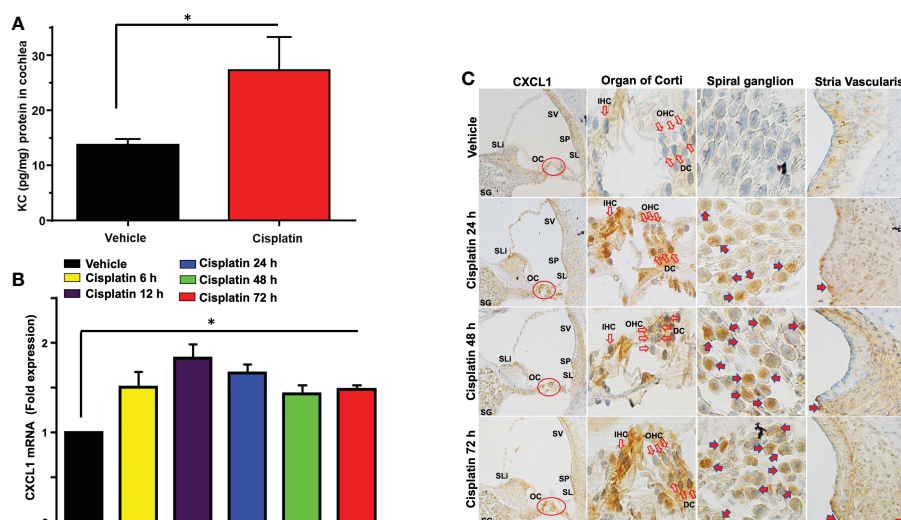 A
*
KC (pg/mg) protein in cochlea
30
20
10
0
Vehicle
Cisplatin
B
Vehicle
Cisplatin 6 h
Cisplatin 12 h
Cisplatin 24 h
Cisplatin 48 h
Cisplatin 72 h
*
CXCL1 mRNA (Fold expression)
2
1
C
CXCL1
Organ of Corti
Spiral ganglion
Stria Vascularis
Vehicle
SV
SP
SL
SLi
OC
SG
IHC
OHC
DC
Cisplatin 24 h
SV
SLi
SP
OC
SL
SG
IHC
OHC
DC
Cisplatin 48 h
SV
SLi
SP
OC
SL
SG
IHC
OHC
DC
Cisplatin 72 h
SV
SLi
SP
OC
SL
SG
IHC
OHC
DC